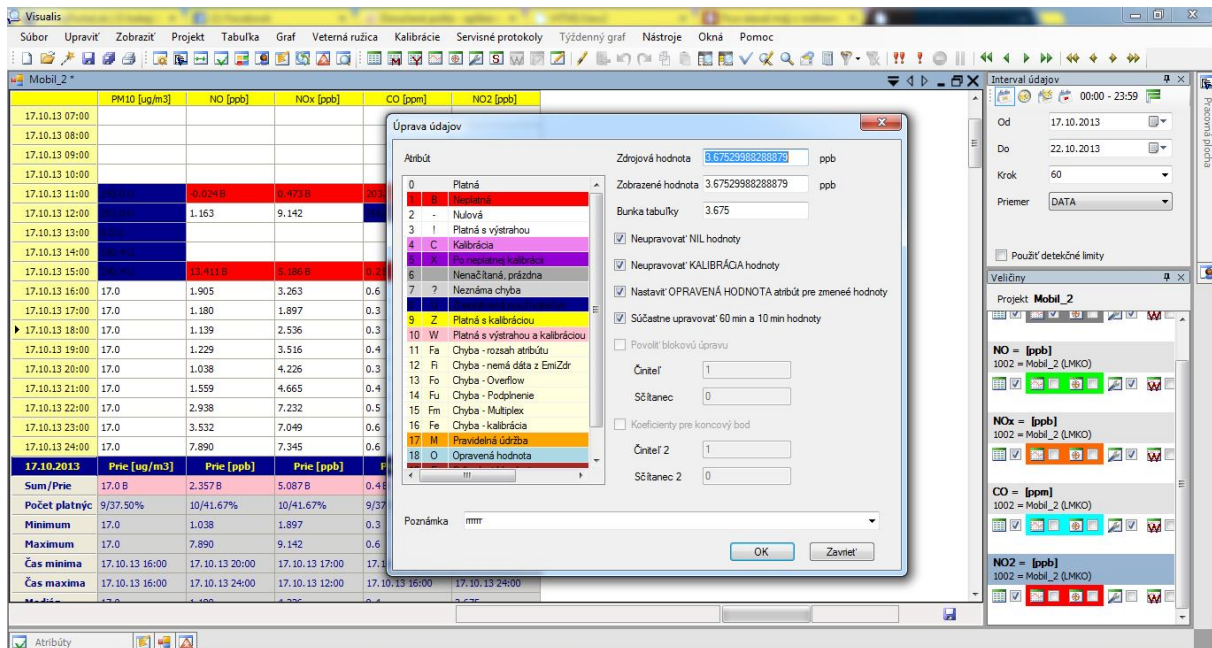 Visualis
Súbor Upraviť Zobraziť Projekt Tabuľka Graf Veterná ružica Kalibrácie Servisné protokoly Týždenný graf Nástroje Okná Pomoc
Mobil_2 *
PM10 [ug/m3] NO [ppb] NOx [ppb] CO [ppm] NO2 [ppb]
17.10.13 07:00
17.10.13 08:00
17.10.13 09:00
17.10.13 10:00
17.10.13 11:00 -0.024 B 0.473 B
17.10.13 12:00 1.163 9.142
17.10.13 13:00
17.10.13 14:00
17.10.13 15:00 13.411 B 5.186 B
17.10.13 16:00 17.0 1.905 3.263 0.6
17.10.13 17:00 17.0 1.180 1.897 0.3
17.10.13 18:00 17.0 1.139 2.536 0.3
17.10.13 19:00 17.0 1.229 3.516 0.4
17.10.13 20:00 17.0 1.038 4.226 0.3
17.10.13 21:00 17.0 1.559 4.665 0.4
17.10.13 22:00 17.0 2.938 7.232 0.5
17.10.13 23:00 17.0 3.532 7.049 0.6
17.10.13 24:00 17.0 7.890 7.345 0.6
17.10.2013 Prie [ug/m3] Prie [ppb] Prie [ppb]
Sum/Prie 17.0 B 2.357 B 5.087 B
Počet platnýc 9/37.50% 10/41.67% 10/41.67% 9/37
Minimum 17.0 1.038 1.897 0.3
Maximum 17.0 7.890 9.142 0.6
Čas minima 17.10.13 16:00 17.10.13 20:00 17.10.13 17:00
Čas maxima 17.10.13 16:00 17.10.13 24:00 17.10.13 12:00 17.10.13 16:00 17.10.13 24:00
Úprava údajov
Atribút
0 Platná
1 B Neplatná
2 - Nulová
3 ! Platná s výstrahou
4 C Kalibrácia
5 X Po neplatnej kalibrácii
6 Nenačítaná, prázdna
7 ? Neznáma chyba
9 Z Platná s kalibráciou
10 W Platná s výstrahou a kalibráciou
11 Fa Chyba - rozsah atribútu
12 Fi Chyba - nemá dáta z EmiZdr
13 Fo Chyba - Overflow
14 Fu Chyba - Podplnenie
15 Fm Chyba - Multiplex
16 Fe Chyba - kalibrácia
17 M Pravidelná údržba
18 O Opravená hodnota
Zdrojová hodnota 3.67529988288879 ppb
Zobrazené hodnota 3.67529988288879 ppb
Bunka tabuľky 3.675
Neupravovať NIL hodnoty
Neupravovať KALIBRÁCIA hodnoty
Nastaviť OPRAVENÁ HODNOTA atribút pre zmeneé hodnoty
Súčastne upravovať 60 min a 10 min hodnoty
Povoliť blokovú úpravu
Činiteľ 1
Sčítanec 0
Koeficienty pre koncový bod
Činiteľ 2 1
Sčítanec 2 0
Poznámka rrrrrr
OK Zavrieť
Interval údajov
00:00 - 23:59
Od 17.10.2013
Do 22.10.2013
Krok 60
Priemer DATA
Použiť detekčné limity
Veličiny
Projekt Mobil_2
NO = [ppb]
1002 = Mobil_2 (LMKO)
NOx = [ppb]
1002 = Mobil_2 (LMKO)
CO = [ppm]
1002 = Mobil_2 (LMKO)
NO2 = [ppb]
1002 = Mobil_2 (LMKO)
Pracovná plocha
Atribúty